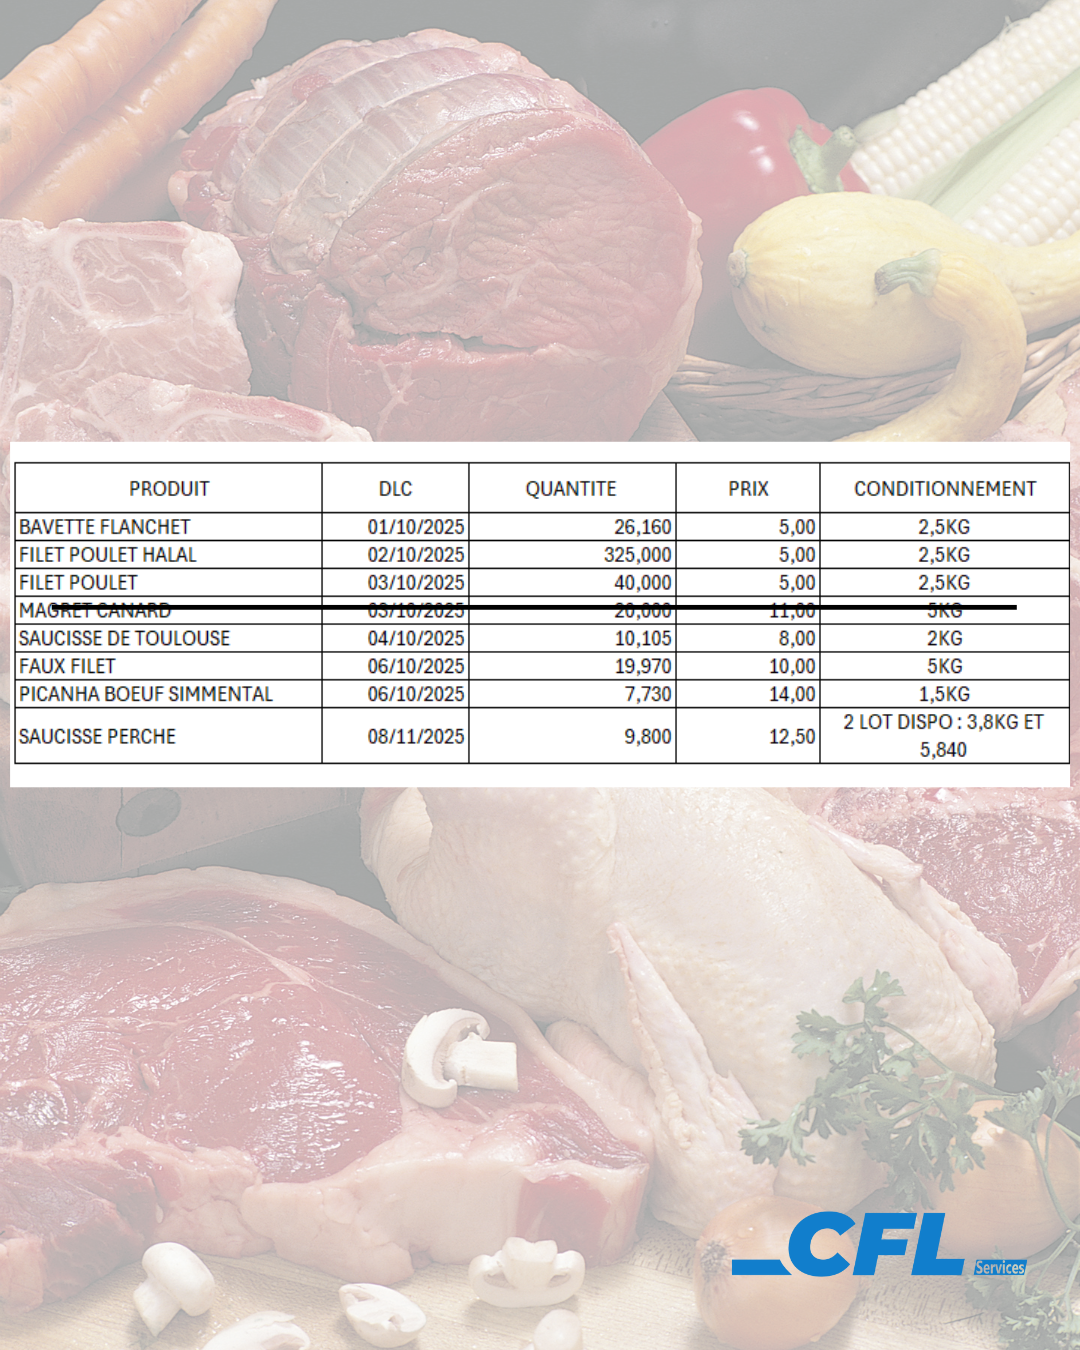 PRODUIT DLC QUANTITE PRIX CONDITIONNEMENT
BAVETTE FLANCHET 01/10/2025 26,160 5,00 2,5KG
FILET POULET HALAL 02/10/2025 325,000 5,00 2,5KG
FILET POULET 03/10/2025 40,000 5,00 2,5KG
MAGRET CANARD 03/10/2025 20,000 11,00 5KG
SAUCISSE DE TOULOUSE 04/10/2025 10,105 8,00 2KG
FAUX FILET 06/10/2025 19,970 10,00 5KG
PICANHA BOEUF SIMMENTAL 06/10/2025 7,730 14,00 1,5KG
SAUCISSE PERCHE 08/11/2025 9,800 12,50 2 LOT DISPO : 3,8KG ET
5,840
CFL Services